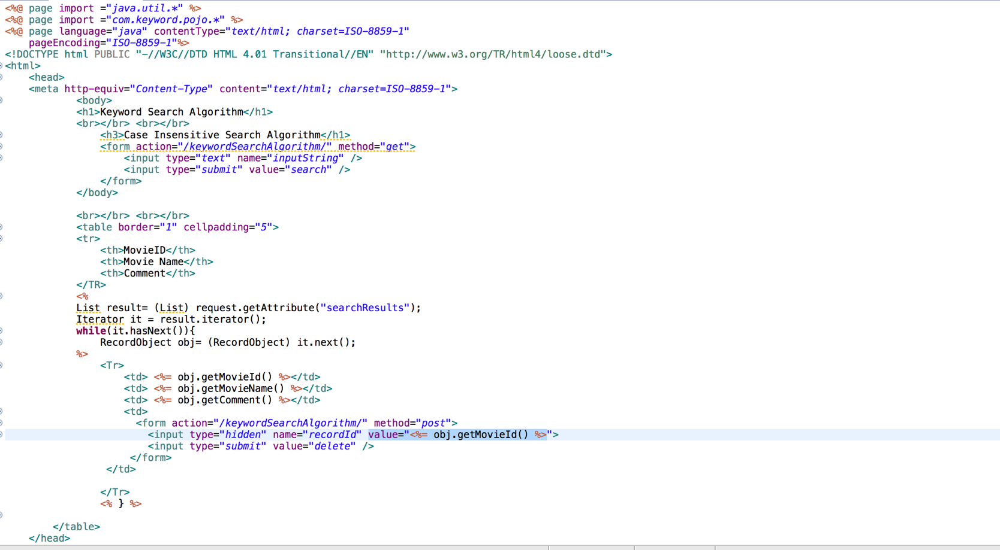 <%@ page import ="java.util.*" %>
<%@ page import ="com.keyword.pojo.*" %>
<%@ page language="java" contentType="text/html; charset=ISO-8859-1"
    pageEncoding="ISO-8859-1"%>
<!DOCTYPE html PUBLIC "-//W3C//DTD HTML 4.01 Transitional//EN" "http://www.w3.org/TR/html4/loose.dtd">
<html>
    <head>
    <meta http-equiv="Content-Type" content="text/html; charset=ISO-8859-1">
            <body>
            <h1>Keyword Search Algorithm</h1>
            <br></br> <br></br>
                <h3>Case Insensitive Search Algorithm</h1>
                <form action="/keywordSearchAlgorithm/" method="get">
                    <input type="text" name="inputString" />
                    <input type="submit" value="search" />
                </form>
            </body>

            <br></br> <br></br>
            <table border="1" cellpadding="5">
            <tr>
                <th>MovieID</th>
                <th>Movie Name</th>
                <th>Comment</th>
            </TR>
            <%
            List result= (List) request.getAttribute("searchResults");
            Iterator it = result.iterator();
            while(it.hasNext()){
                RecordObject obj= (RecordObject) it.next();
            %>
                <Tr>
                    <td> <%= obj.getMovieId() %></td>
                    <td> <%= obj.getMovieName() %></td>
                    <td> <%= obj.getComment() %></td>
                    <td>
                      <form action="/keywordSearchAlgorithm/" method="post">
                        <input type="hidden" name="recordId" value="<%= obj.getMovieId() %>">
                        <input type="submit" value="delete" />
                     </form>
                 </td>

                </Tr>
                <% } %>

        </table>
    </head>